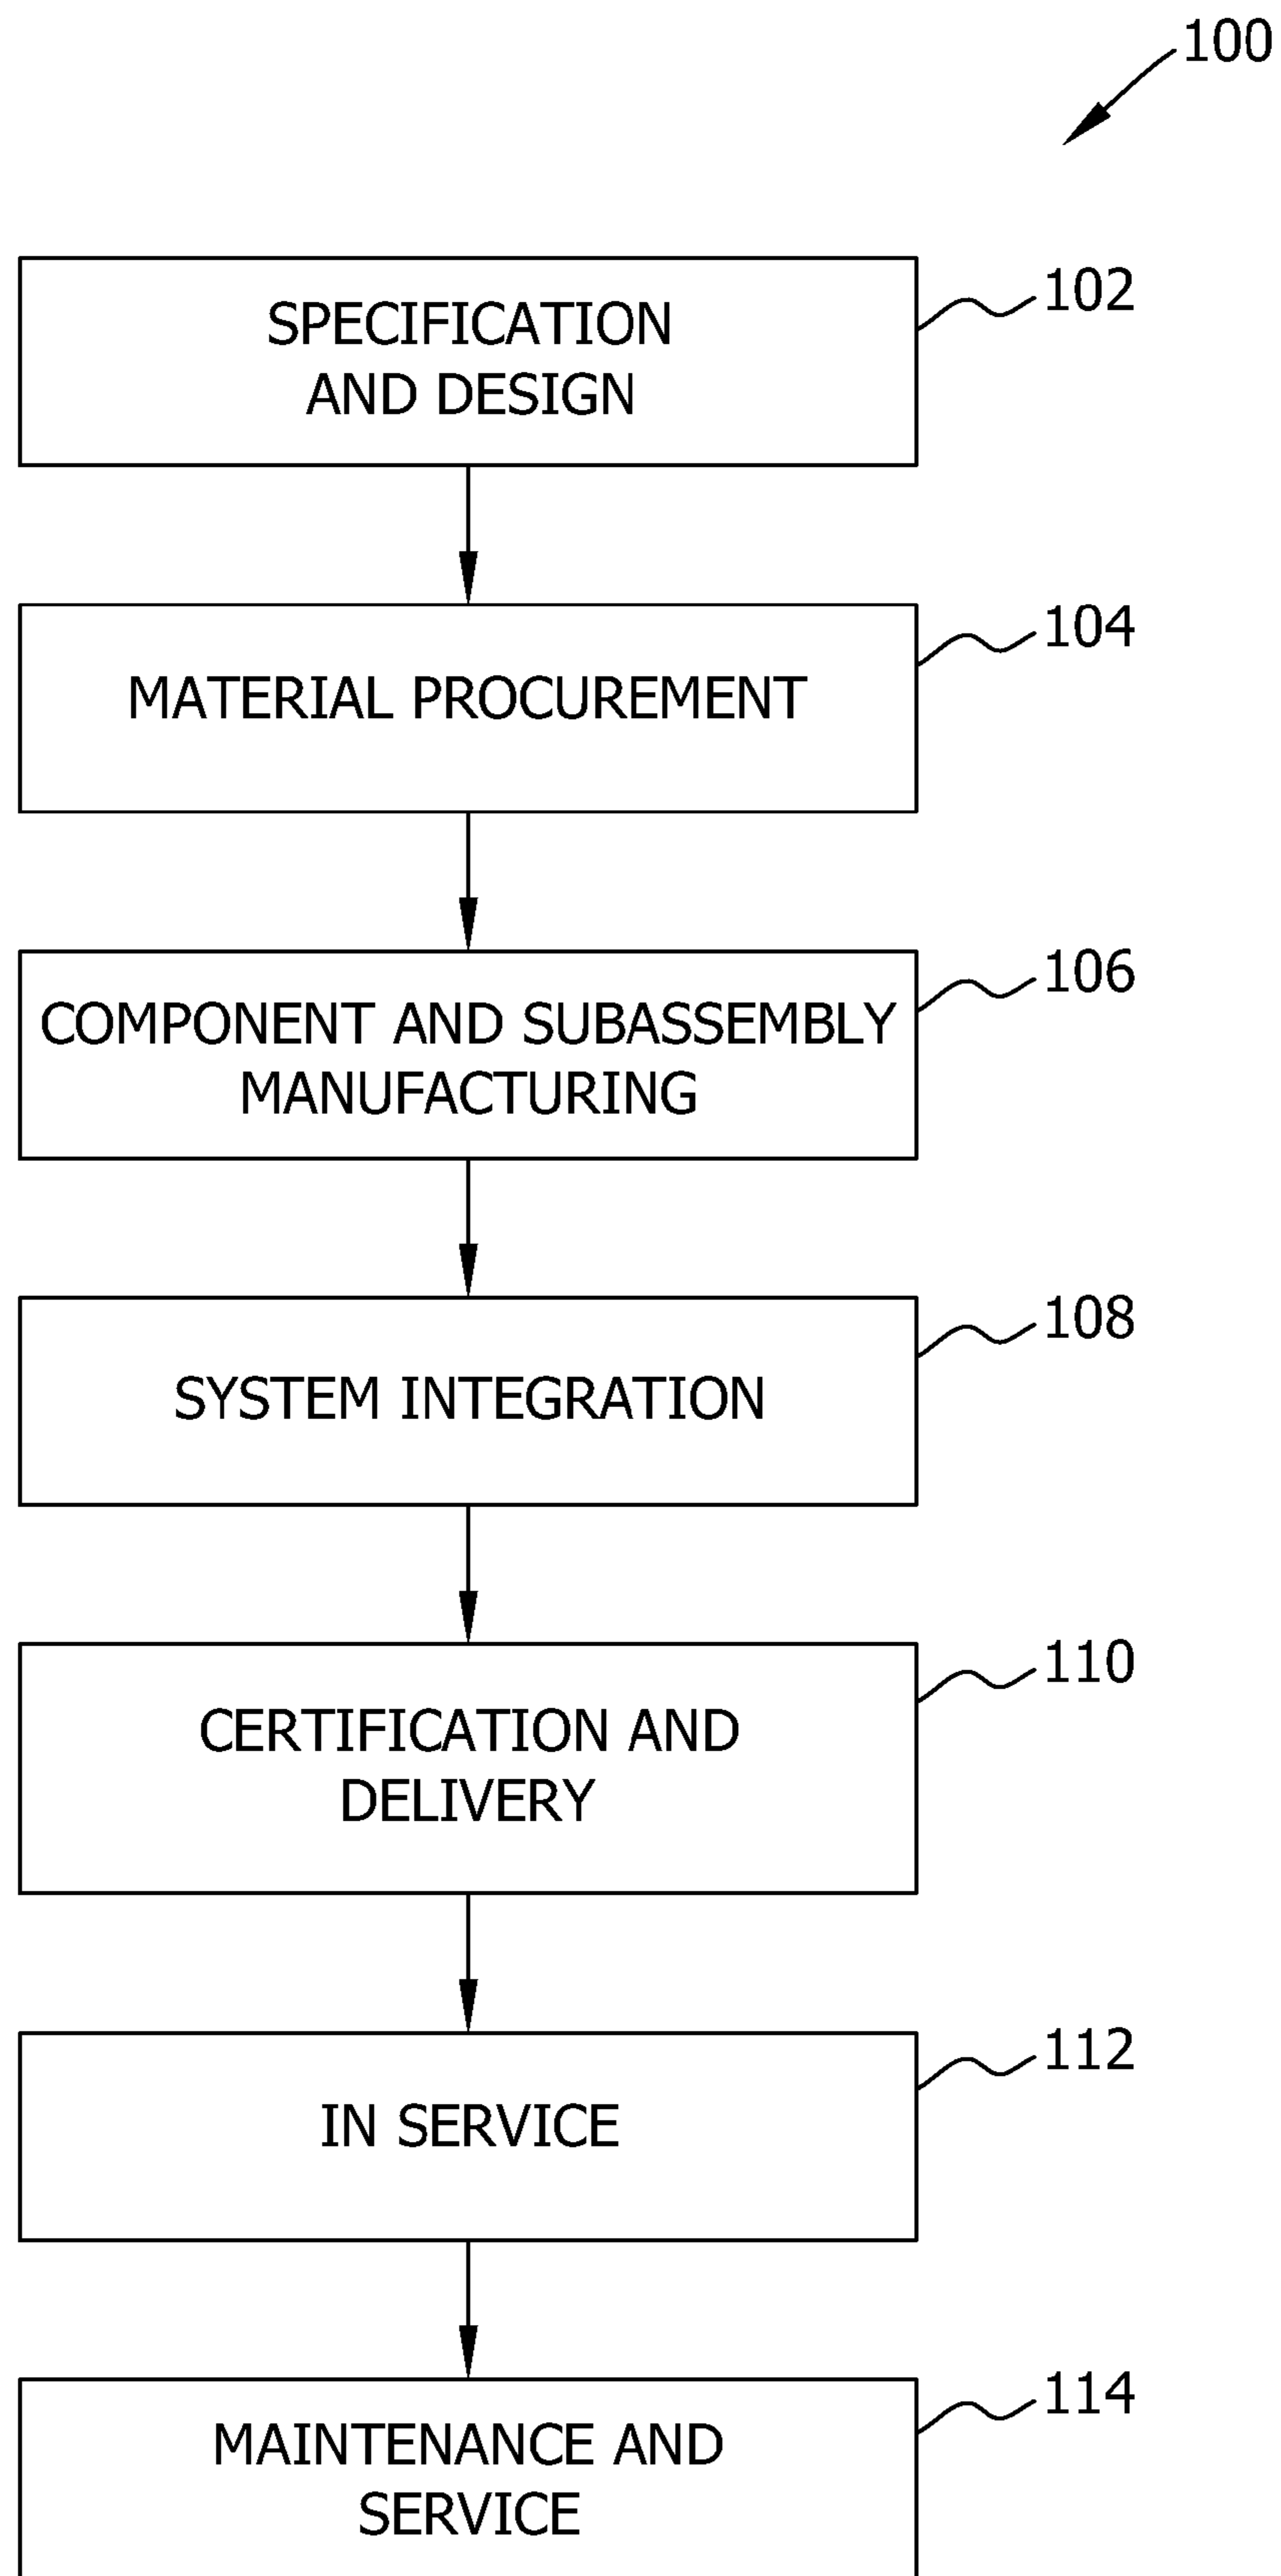 100
SPECIFICATION
AND DESIGN
102
MATERIAL PROCUREMENT
104
COMPONENT AND SUBASSEMBLY
MANUFACTURING
106
SYSTEM INTEGRATION
108
CERTIFICATION AND
DELIVERY
110
IN SERVICE
112
MAINTENANCE AND
SERVICE
114